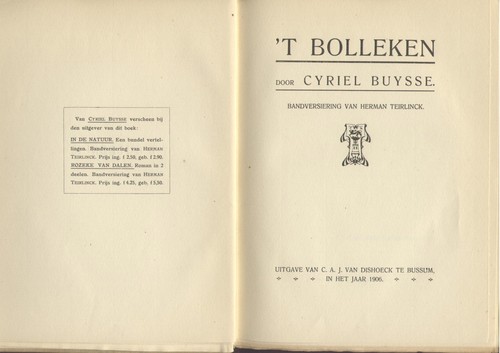 Van CYRIEL BUYSSE verscheen bij
den uitgever van dit boek:
IN DE NATUUR. Een bundel vertel-
lingen. Bandversiering van HERMAN
TEIRLINCK. Prijs ing. f 2.50, geb. f 2.90.
ROZEKE VAN DALEN. Roman in 2
deelen. Bandversiering van HERMAN
TEIRLINCK. Prijs ing. f 4.25, geb. f 5.50.
'T BOLLEKEN
DOOR CYRIEL BUYSSE.
BANDVERSIERING VAN HERMAN TEIRLINCK.
UITGAVE VAN C. A. J. VAN DISHOECK TE BUSSUM,
IN HET JAAR 1906.